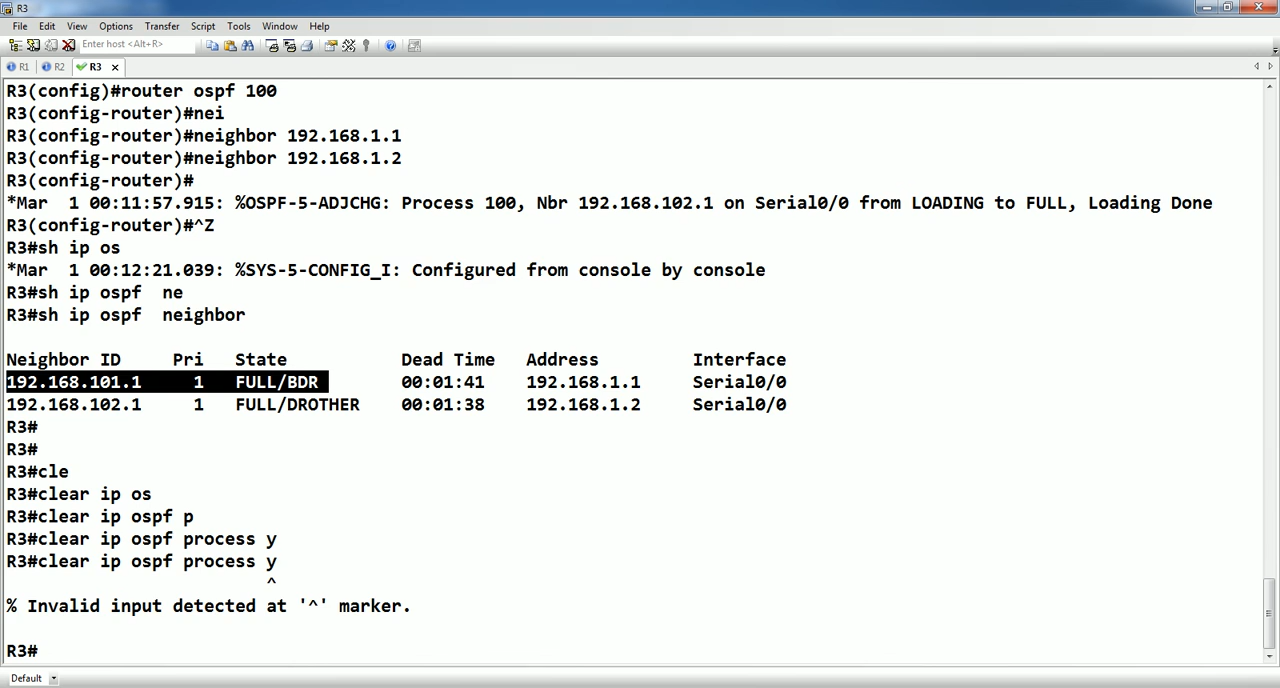 R3
File Edit View Options Transfer Script Tools Window Help
Enter host <Alt+R>
R1 R2 R3
R3(config)#router ospf 100
R3(config-router)#nei
R3(config-router)#neighbor 192.168.1.1
R3(config-router)#neighbor 192.168.1.2
R3(config-router)#
*Mar  1 00:11:57.915: %OSPF-5-ADJCHG: Process 100, Nbr 192.168.102.1 on Serial0/0 from LOADING to FULL, Loading Done
R3(config-router)#^Z
R3#sh ip os
*Mar  1 00:12:21.039: %SYS-5-CONFIG_I: Configured from console by console
R3#sh ip ospf  ne
R3#sh ip ospf  neighbor
Neighbor ID     Pri   State           Dead Time   Address         Interface
192.168.101.1     1   FULL/BDR        00:01:41    192.168.1.1     Serial0/0
192.168.102.1     1   FULL/DROTHER    00:01:38    192.168.1.2     Serial0/0
R3#
R3#
R3#cle
R3#clear ip os
R3#clear ip ospf p
R3#clear ip ospf process y
R3#clear ip ospf process y
^
% Invalid input detected at '^' marker.
R3#
Default